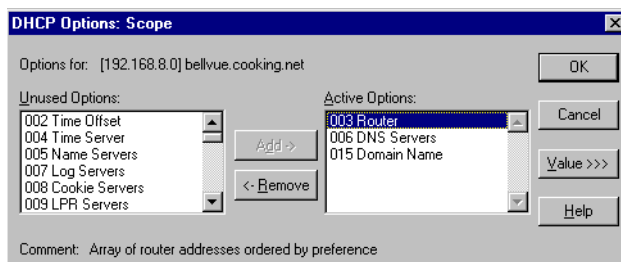 DHCP Options: Scope
Options for: [192.168.8.0] bellvue.cooking.net
Unused Options:
002 Time Offset
004 Time Server
005 Name Servers
007 Log Servers
008 Cookie Servers
009 LPR Servers
Add ->
<- Remove
Active Options:
003 Router
006 DNS Servers
015 Domain Name
OK
Cancel
Value >>>
Help
Comment: Array of router addresses ordered by preference